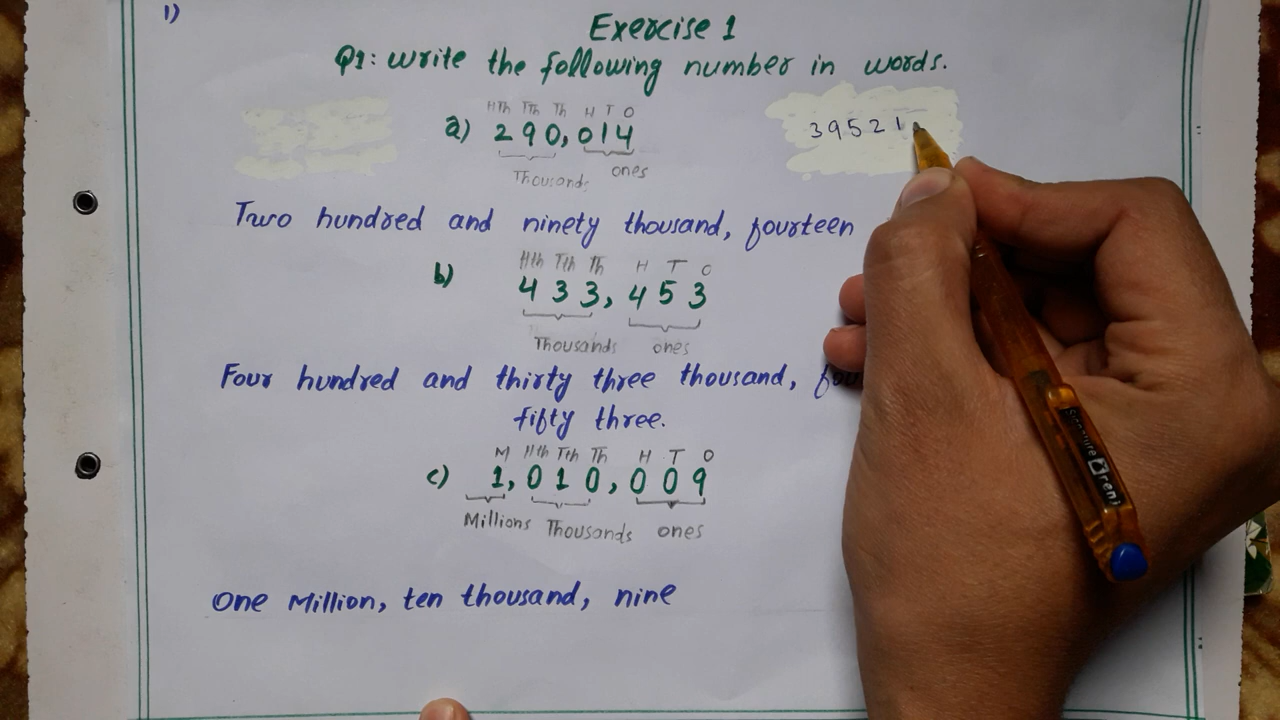 1)
Exercise 1
Q1: write the following number in words.
HTh TTh Th H T O
a) 290,014
39521
Thousands ones
Two hundred and ninety thousand, fourteen
Hth Tth Th H T O
b) 433,453
Thousands ones
Four hundred and thirty three thousand,
fifty three.
M Hth Tth Th H T O
c) 1,010,009
Millions Thousands ones
One Million, ten thousand, nine
Signature